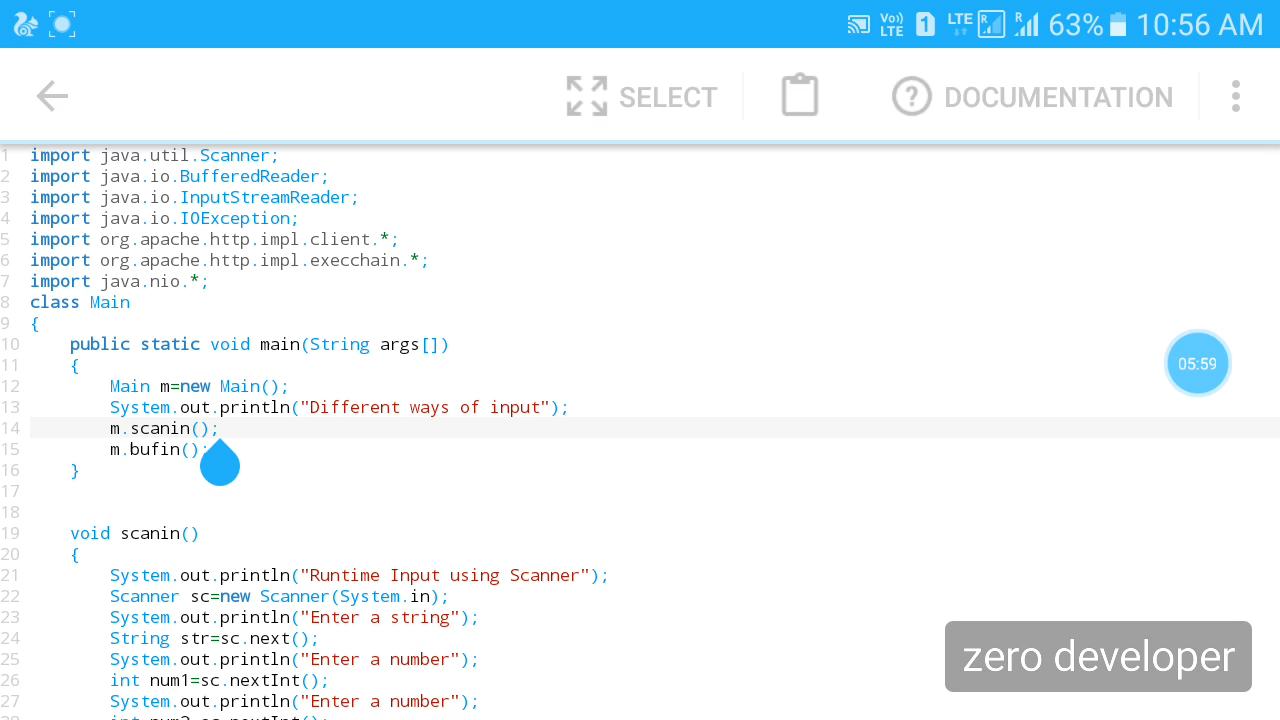 Vo))
LTE
1
LTE
R
R
63%
10:56 AM
SELECT
DOCUMENTATION
1 import java.util.Scanner;
2 import java.io.BufferedReader;
3 import java.io.InputStreamReader;
4 import java.io.IOException;
5 import org.apache.http.impl.client.*;
6 import org.apache.http.impl.execchain.*;
7 import java.nio.*;
8 class Main
9 {
10 public static void main(String args[])
11 {
12 Main m=new Main();
13 System.out.println("Different ways of input");
14 m.scanin();
15 m.bufin();
16 }
17
18
19 void scanin()
20 {
21 System.out.println("Runtime Input using Scanner");
22 Scanner sc=new Scanner(System.in);
23 System.out.println("Enter a string");
24 String str=sc.next();
25 System.out.println("Enter a number");
26 int num1=sc.nextInt();
27 System.out.println("Enter a number");
05:59
zero developer